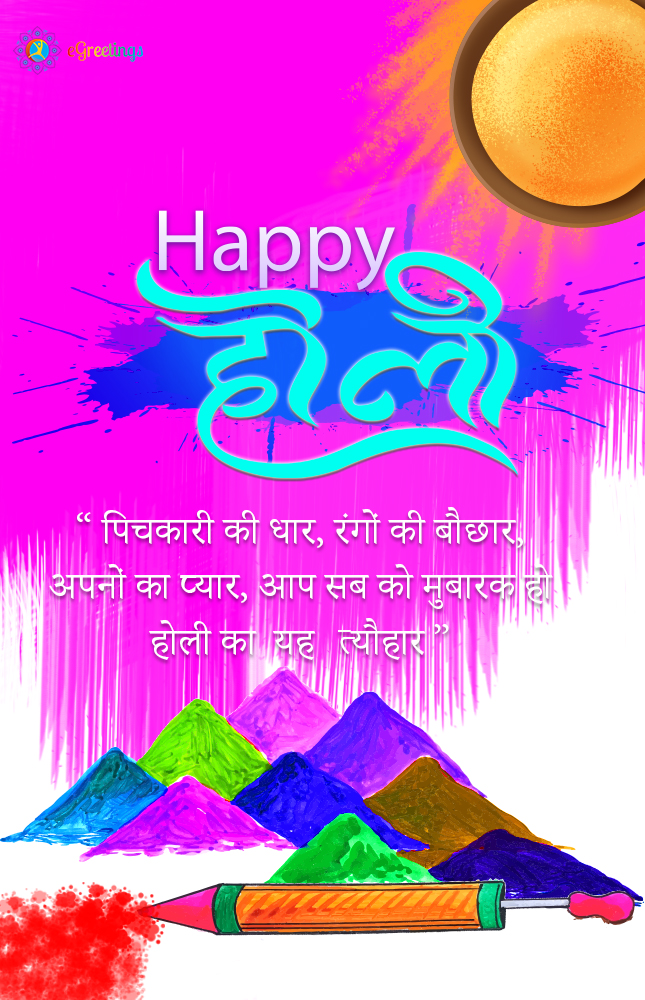 eGreetings
Happy
होली
“ पिचकारी की धार, रंगों की बौछार,
अपनों का प्यार, आप सब को मुबारक हो
होली का यह त्यौहार ”